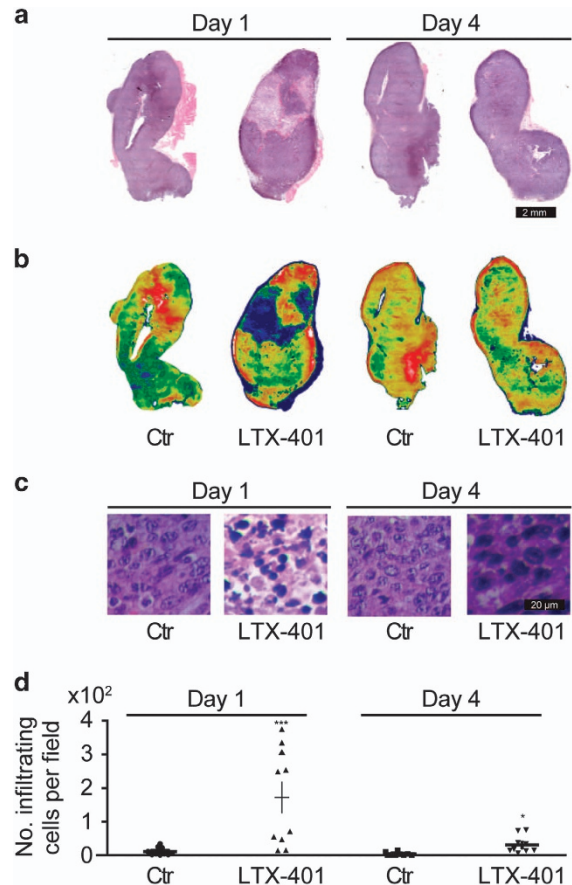 a
Day 1 Day 4
2 mm
b
Ctr LTX-401 Ctr LTX-401
c
Day 1 Day 4
20 µm
Ctr LTX-401 Ctr LTX-401
d
x10²
Day 1 Day 4
No. infiltrating
cells per field
4
3
2
1
0
***
*
Ctr LTX-401 Ctr LTX-401